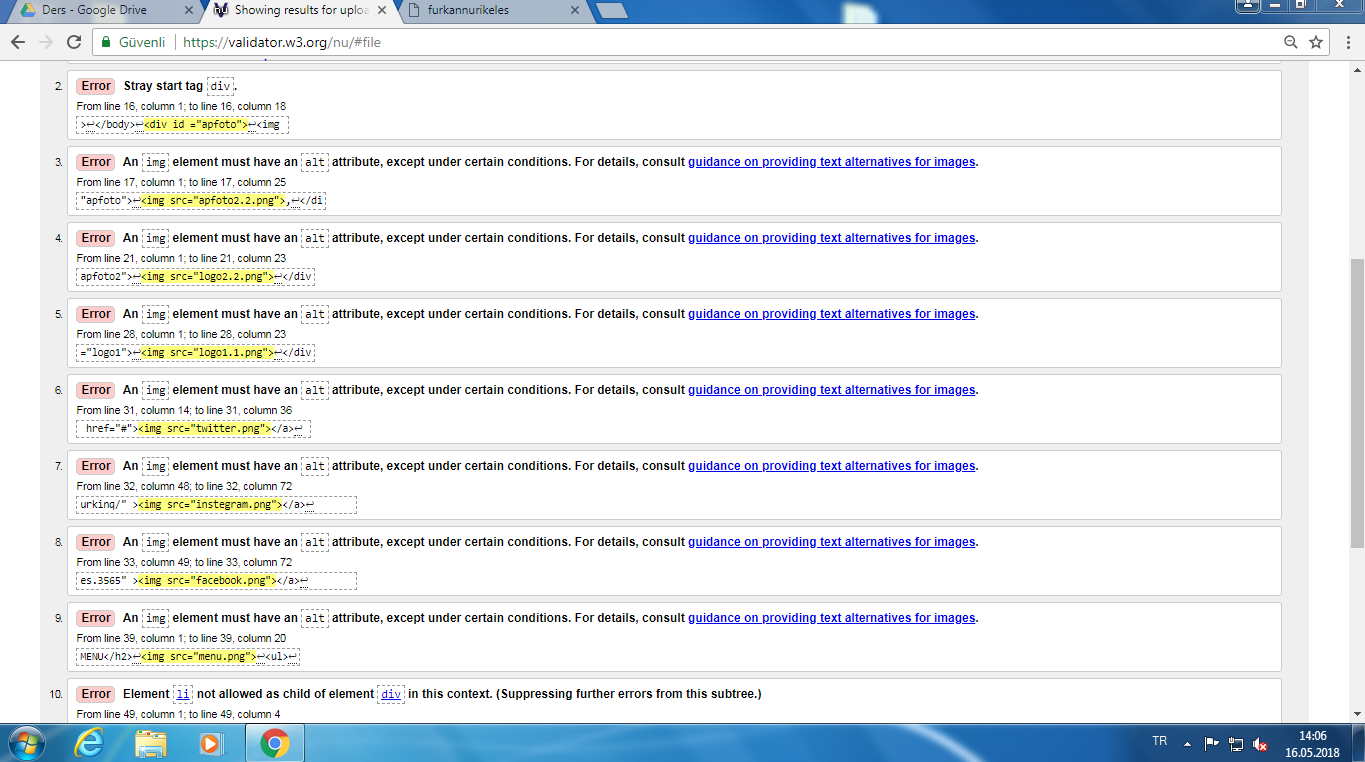 Ders - Google Drive
Showing results for uploa
furkannurikeles
Güvenli
https://validator.w3.org/nu/#file
2. Error Stray start tag div.
From line 16, column 1; to line 16, column 18
>↩</body>↩<div id ="apfoto">↩<img
3. Error An img element must have an alt attribute, except under certain conditions. For details, consult guidance on providing text alternatives for images.
From line 17, column 1; to line 17, column 25
"apfoto">↩<img src="apfoto2.2.png">,↩</di
4. Error An img element must have an alt attribute, except under certain conditions. For details, consult guidance on providing text alternatives for images.
From line 21, column 1; to line 21, column 23
apfoto2">↩<img src="logo2.2.png">↩</div
5. Error An img element must have an alt attribute, except under certain conditions. For details, consult guidance on providing text alternatives for images.
From line 28, column 1; to line 28, column 23
="logo1">↩<img src="logo1.1.png">↩</div
6. Error An img element must have an alt attribute, except under certain conditions. For details, consult guidance on providing text alternatives for images.
From line 31, column 14; to line 31, column 36
href="#"><img src="twitter.png"></a>↩
7. Error An img element must have an alt attribute, except under certain conditions. For details, consult guidance on providing text alternatives for images.
From line 32, column 48; to line 32, column 72
urkinq/" ><img src="instegram.png"></a>↩
8. Error An img element must have an alt attribute, except under certain conditions. For details, consult guidance on providing text alternatives for images.
From line 33, column 49; to line 33, column 72
es.3565" ><img src="facebook.png"></a>↩
9. Error An img element must have an alt attribute, except under certain conditions. For details, consult guidance on providing text alternatives for images.
From line 39, column 1; to line 39, column 20
MENU</h2>↩<img src="menu.png">↩<ul>↩
10. Error Element li not allowed as child of element div in this context. (Suppressing further errors from this subtree.)
From line 49, column 1; to line 49, column 4
TR
14:06
16.05.2018